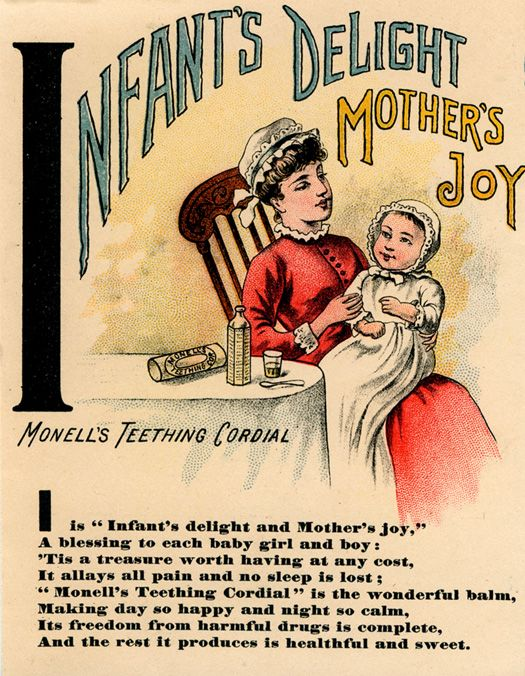 INFANT'S DELIGHT
MOTHER'S
JOY
MONELL'S
TEETHING
MONELL'S TEETHING CORDIAL
I is “Infant's delight and Mother's joy,”
A blessing to each baby girl and boy:
'Tis a treasure worth having at any cost,
It allays all pain and no sleep is lost;
“Monell's Teething Cordial” is the wonderful balm,
Making day so happy and night so calm,
Its freedom from harmful drugs is complete,
And the rest it produces is healthful and sweet.